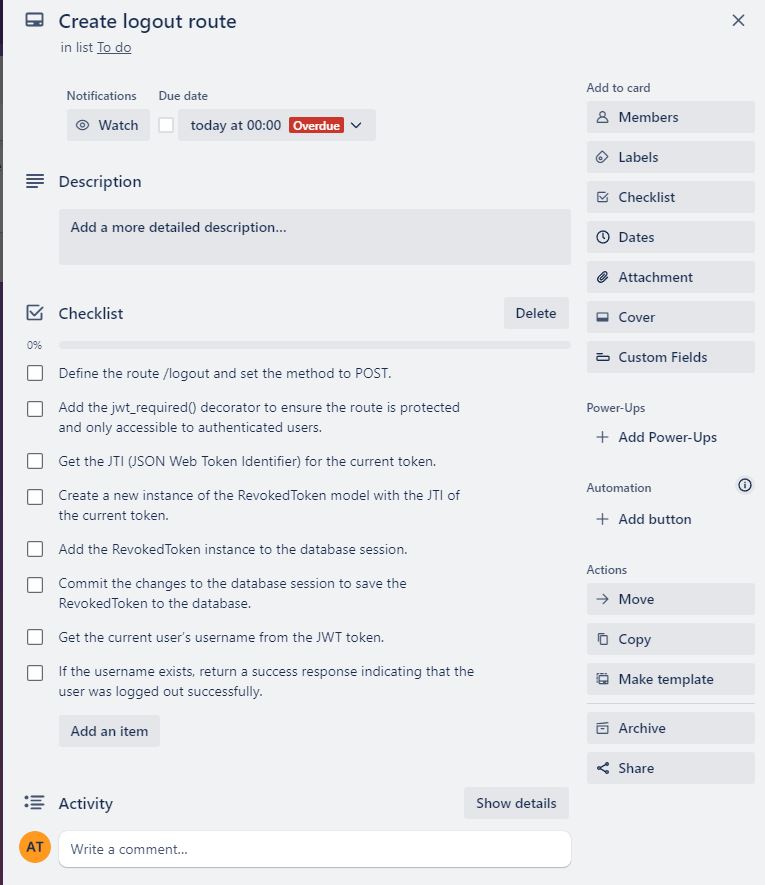 Create logout route
in list To do
Notifications
Due date
Watch
today at 00:00 Overdue
Description
Add a more detailed description...
Checklist
Delete
0%
Define the route /logout and set the method to POST.
Add the jwt_required() decorator to ensure the route is protected
and only accessible to authenticated users.
Get the JTI (JSON Web Token Identifier) for the current token.
Create a new instance of the RevokedToken model with the JTI of
the current token.
Add the RevokedToken instance to the database session.
Commit the changes to the database session to save the
RevokedToken to the database.
Get the current user's username from the JWT token.
If the username exists, return a success response indicating that the
user was logged out successfully.
Add an item
Activity
Show details
AT
Write a comment...
Add to card
Members
Labels
Checklist
Dates
Attachment
Cover
Custom Fields
Power-Ups
Add Power-Ups
Automation
Add button
Actions
Move
Copy
Make template
Archive
Share